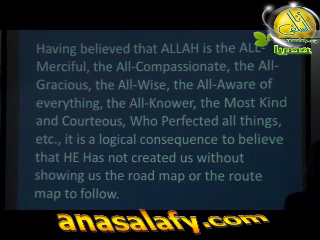 Having believed that ALLAH is the ALL-
Merciful, the All-Compassionate, the All-
Gracious, the All-Wise, the All-Aware of
everything, the All-Knower, the Most Kind
and Courteous, Who Perfected all things,
etc., it is a logical consequence to believe
that HE Has not created us without
showing us the road map or the route
map to follow.
anasalafy.com